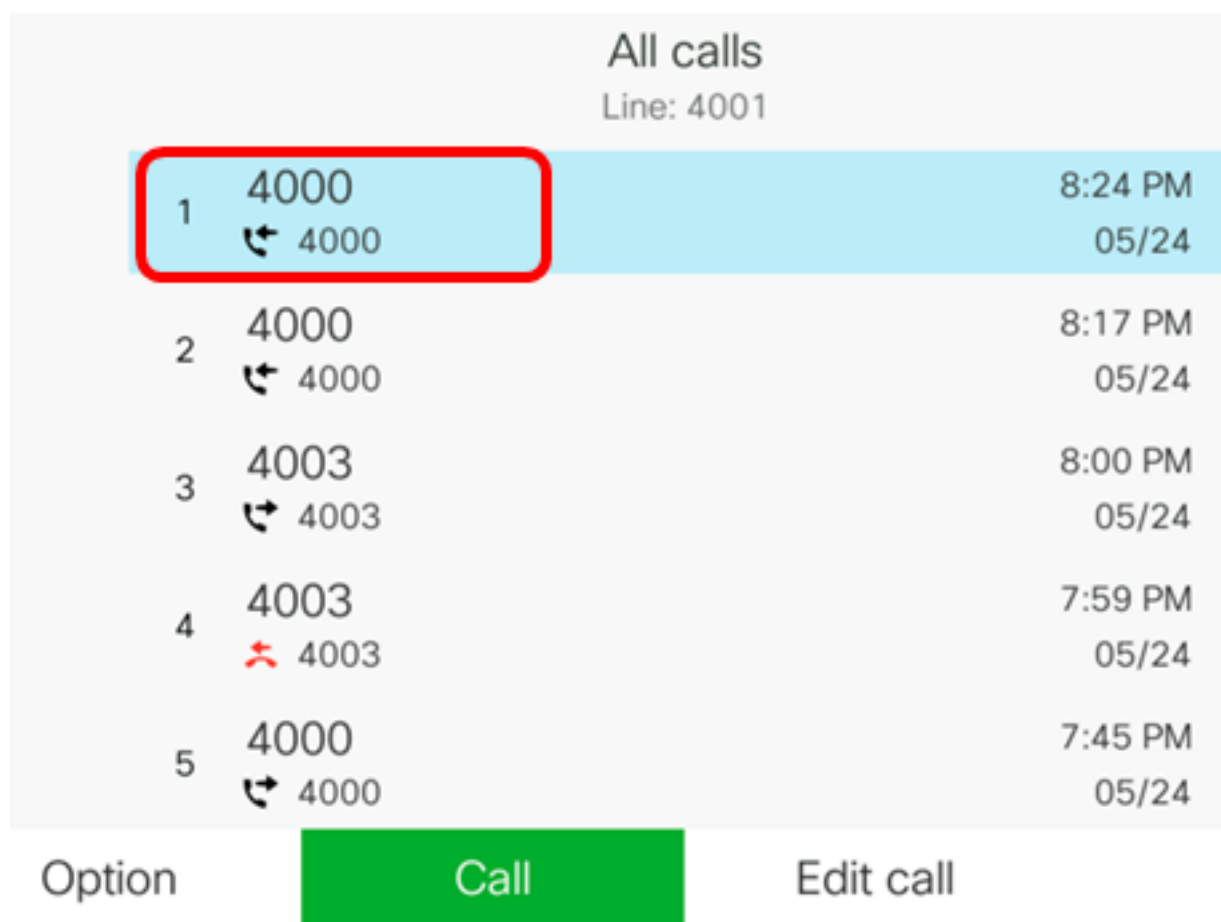 All calls
Line: 4001
1 4000 8:24 PM
4000 05/24
2 4000 8:17 PM
4000 05/24
3 4003 8:00 PM
4003 05/24
4 4003 7:59 PM
4003 05/24
5 4000 7:45 PM
4000 05/24
Option Call Edit call